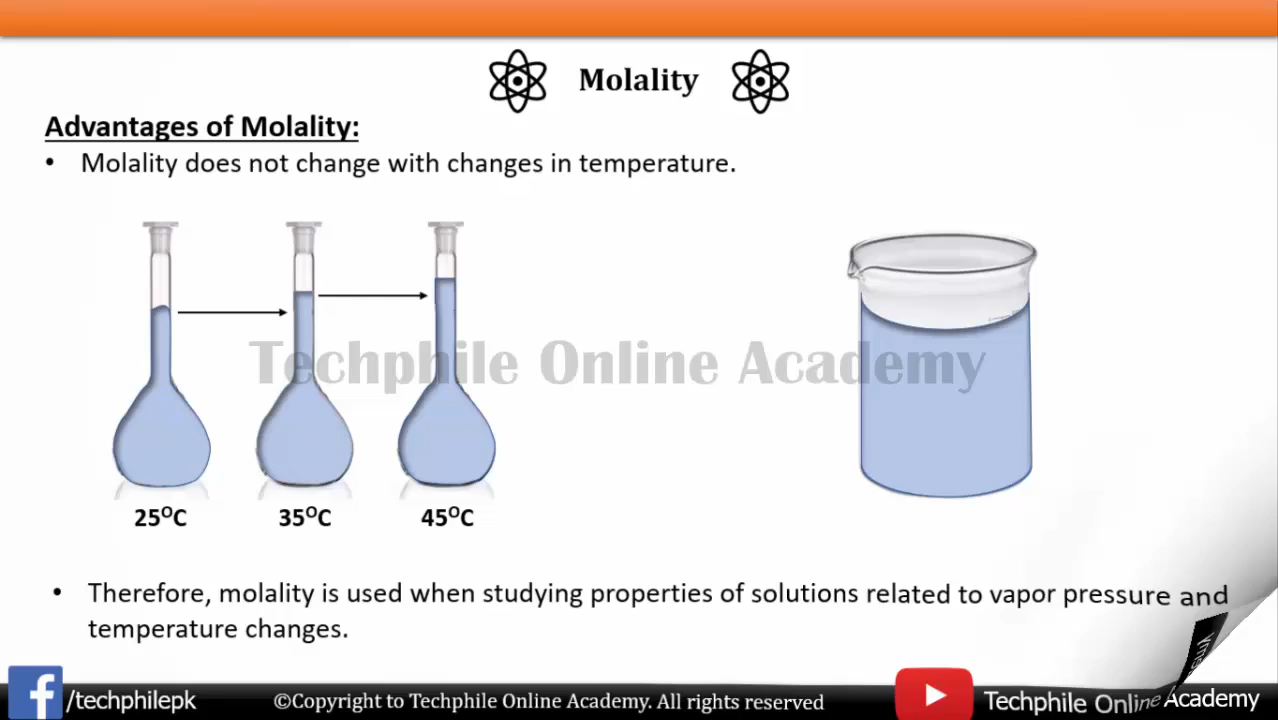 Molality
Advantages of Molality:
• Molality does not change with changes in temperature.
Techphile Online Academy
25°C 35°C 45°C
• Therefore, molality is used when studying properties of solutions related to vapor pressure and
temperature changes.
/techphilepk ©Copyright to Techphile Online Academy. All rights reserved Techphile Online Academy